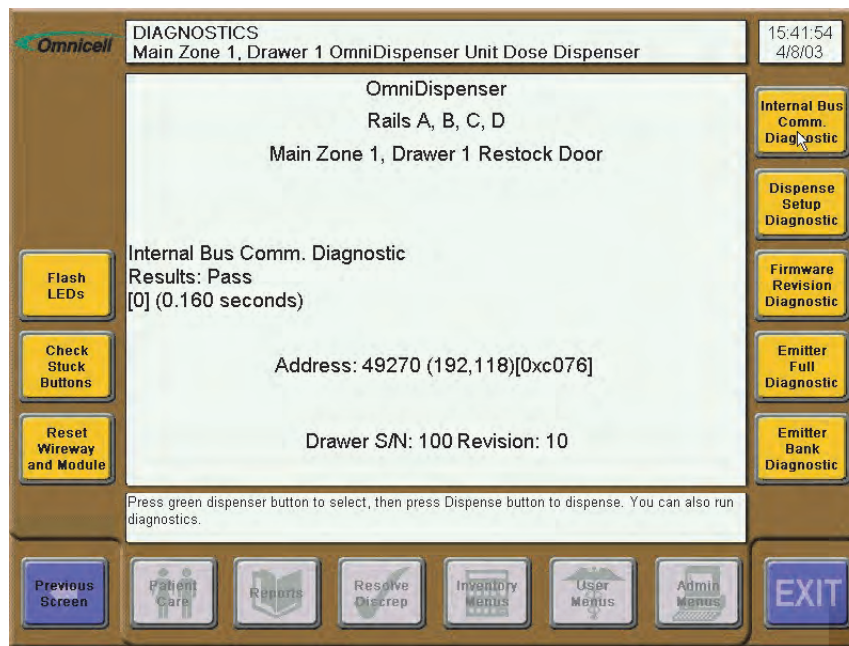 Omnicell
DIAGNOSTICS
Main Zone 1, Drawer 1 OmniDispenser Unit Dose Dispenser
15:41:54
4/8/03
OmniDispenser
Rails A, B, C, D
Main Zone 1, Drawer 1 Restock Door
Internal Bus Comm. Diagnostic
Results: Pass
[0] (0.160 seconds)
Address: 49270 (192,118)[0xc076]
Drawer S/N: 100 Revision: 10
Press green dispenser button to select, then press Dispense button to dispense. You can also run
diagnostics.
Flash
LEDs
Check
Stuck
Buttons
Reset
Wireway
and Module
Internal Bus
Comm.
Diagnostic
Dispense
Setup
Diagnostic
Firmware
Revision
Diagnostic
Emitter
Full
Diagnostic
Emitter
Bank
Diagnostic
Previous
Screen
Patient
Care
Reports
Resolve
Discrep
Inventory
Menus
User
Menus
Admin
Menus
EXIT